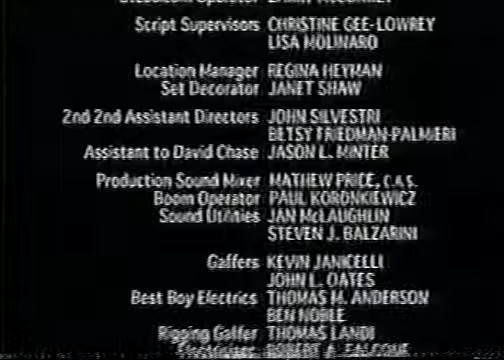 Script Supervisors CHRISTINE GEE-LOWREY
LISA MOLINARO
Location Manager REGINA HEYMAN
Set Decorator JANET SHAW
2nd 2nd Assistant Directors JOHN SILVESTRI
BETSY FRIEDMAN-PALMIERI
Assistant to David Chase JASON L. MINTER
Production Sound Mixer MATHEW PRICE, C.A.S.
Boom Operator PAUL KORONKIEWICZ
Sound Utilities JAN McLAUGHLIN
STEVEN J. BALZARINI
Gaffers KEVIN JANICELLI
JOHN L. OATES
Best Boy Electrics THOMAS M. ANDERSON
BEN NOBLE
Rigging Gaffer THOMAS LANDI
ROBERT A.